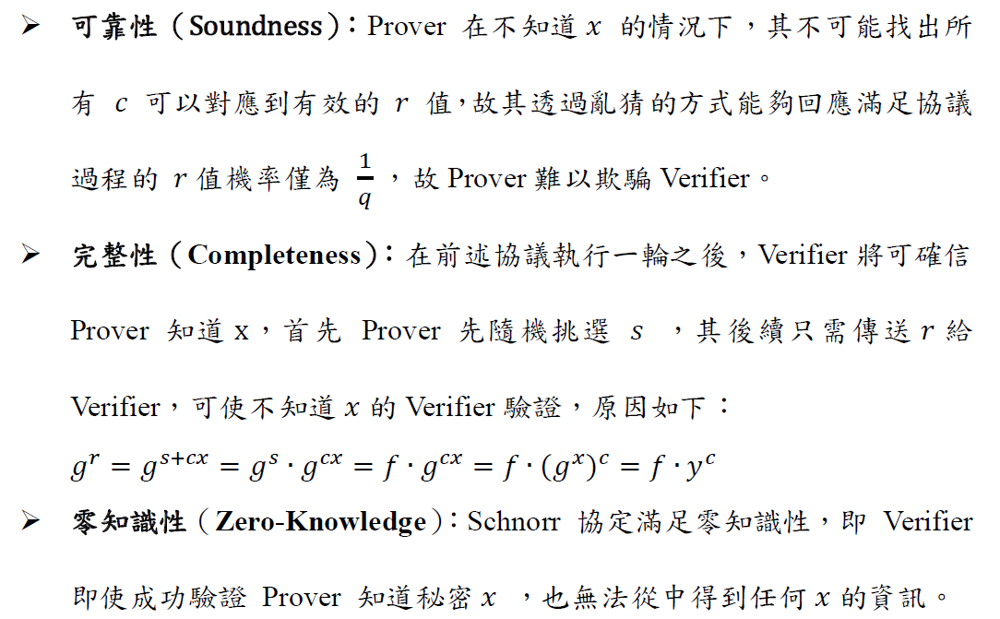 ➢ 可靠性（Soundness）：Prover 在不知道 x 的情況下，其不可能找出所
有 c 可以對應到有效的 r 值，故其透過亂猜的方式能夠回應滿足協議
過程的 r 值機率僅為 1/q ，故 Prover 難以欺騙 Verifier。
➢ 完整性（Completeness）：在前述協議執行一輪之後，Verifier 將可確信
Prover 知道 x，首先 Prover 先隨機挑選 s ，其後續只需傳送 r 給
Verifier，可使不知道 x 的 Verifier 驗證，原因如下：
g^r = g^{s+cx} = g^s · g^{cx} = f · g^{cx} = f · (g^x)^c = f · y^c
➢ 零知識性（Zero-Knowledge）：Schnorr 協定滿足零知識性，即 Verifier
即使成功驗證 Prover 知道秘密 x ，也無法從中得到任何 x 的資訊。